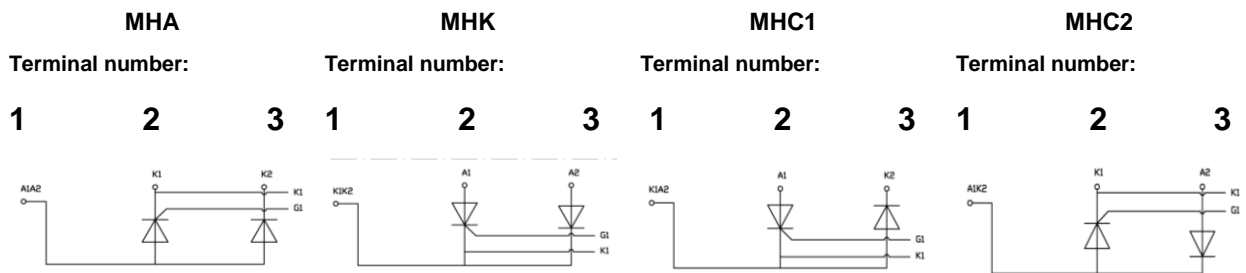 MHA MHK MHC1 MHC2
Terminal number: Terminal number: Terminal number: Terminal number:
1 2 3 1 2 3 1 2 3 1 2 3
K1 K2 A1 A2 A1 K2 K1 A2
A1A2 K1 K1K2 K1A2 A1K2 K1
G1 G1
G1 G1
K1 K1